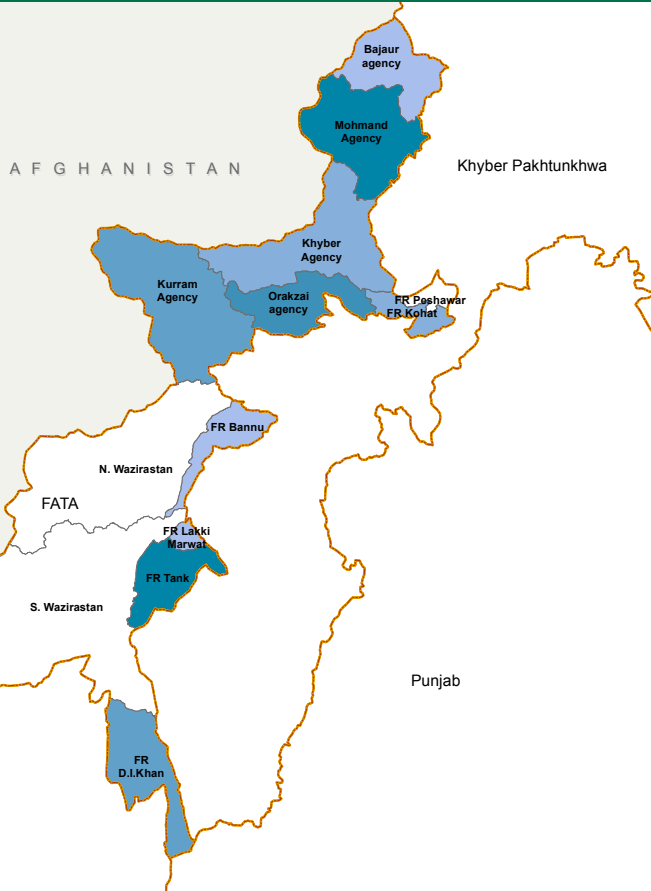 Bajaur
agency
Mohmand
Agency
A F G H A N I S T A N
Khyber Pakhtunkhwa
Khyber
Agency
Kurram
Agency
Orakzai
agency
FR Peshawar
FR Kohat
FR Bannu
N. Wazirastan
FATA
FR Lakki
Marwat
FR Tank
S. Wazirastan
Punjab
FR
D.I.Khan